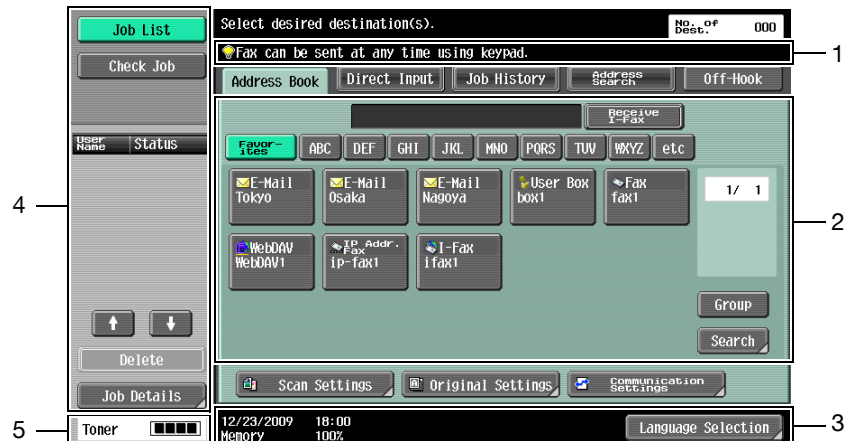 Job List
Check Job
User Name Status
Delete
Job Details
Toner
Select desired destination(s).
No. of Dest. 000
Fax can be sent at any time using keypad.
Address Book Direct Input Job History Address Search Off-Hook
Receive I-Fax
Favor-ites ABC DEF GHI JKL MNO PQRS TUV WXYZ etc
E-Mail Tokyo
E-Mail Osaka
E-Mail Nagoya
User Box box1
Fax fax1
1/ 1
WebDAV WebDAV1
IP Addr. Fax ip-fax1
I-Fax ifax1
Group
Search
Scan Settings Original Settings Communication Settings
12/23/2009 18:00
Memory 100%
Language Selection
1
2
3
4
5